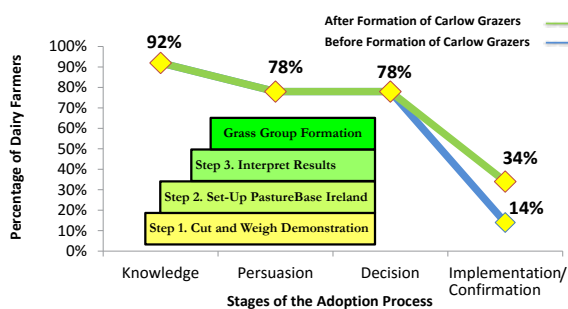 After Formation of Carlow Grazers
Before Formation of Carlow Grazers
Percentage of Dairy Farmers
100%
90%
80%
70%
60%
50%
40%
30%
20%
10%
0%
92%
78%
78%
34%
14%
Grass Group Formation
Step 3. Interpret Results
Step 2. Set-Up PastureBase Ireland
Step 1. Cut and Weigh Demonstration
Knowledge
Persuasion
Decision
Implementation/
Confirmation
Stages of the Adoption Process